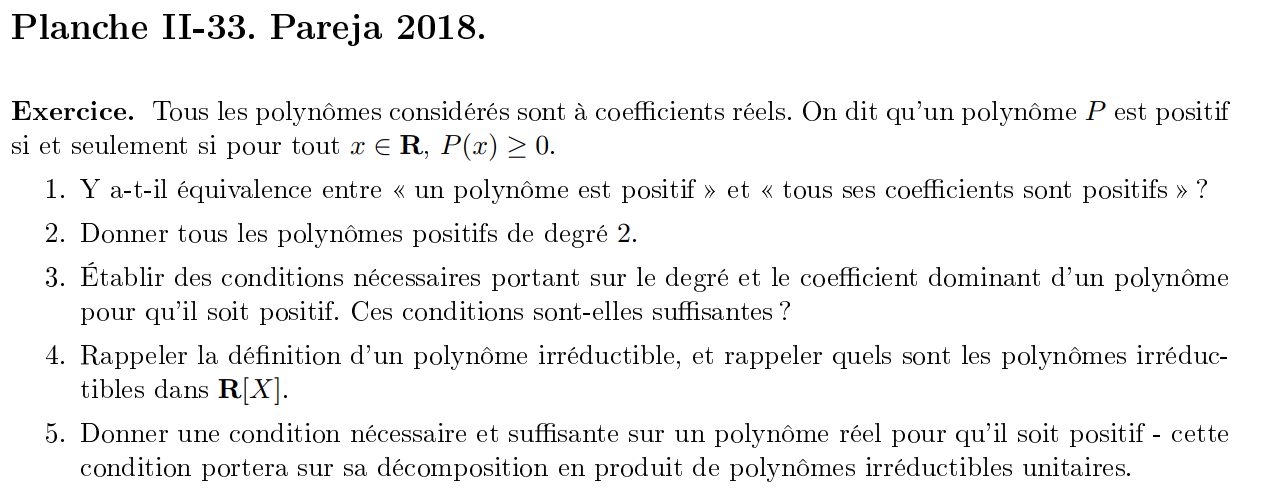 Planche II-33. Pareja 2018.
Exercice. Tous les polynômes considérés sont à coefficients réels. On dit qu'un polynôme P est positif
si et seulement si pour tout x ∈ R, P(x) ≥ 0.
1. Y a-t-il équivalence entre « un polynôme est positif » et « tous ses coefficients sont positifs » ?
2. Donner tous les polynômes positifs de degré 2.
3. Établir des conditions nécessaires portant sur le degré et le coefficient dominant d'un polynôme
pour qu'il soit positif. Ces conditions sont-elles suffisantes ?
4. Rappeler la définition d'un polynôme irréductible, et rappeler quels sont les polynômes irréduc-
tibles dans R[X].
5. Donner une condition nécessaire et suffisante sur un polynôme réel pour qu'il soit positif - cette
condition portera sur sa décomposition en produit de polynômes irréductibles unitaires.